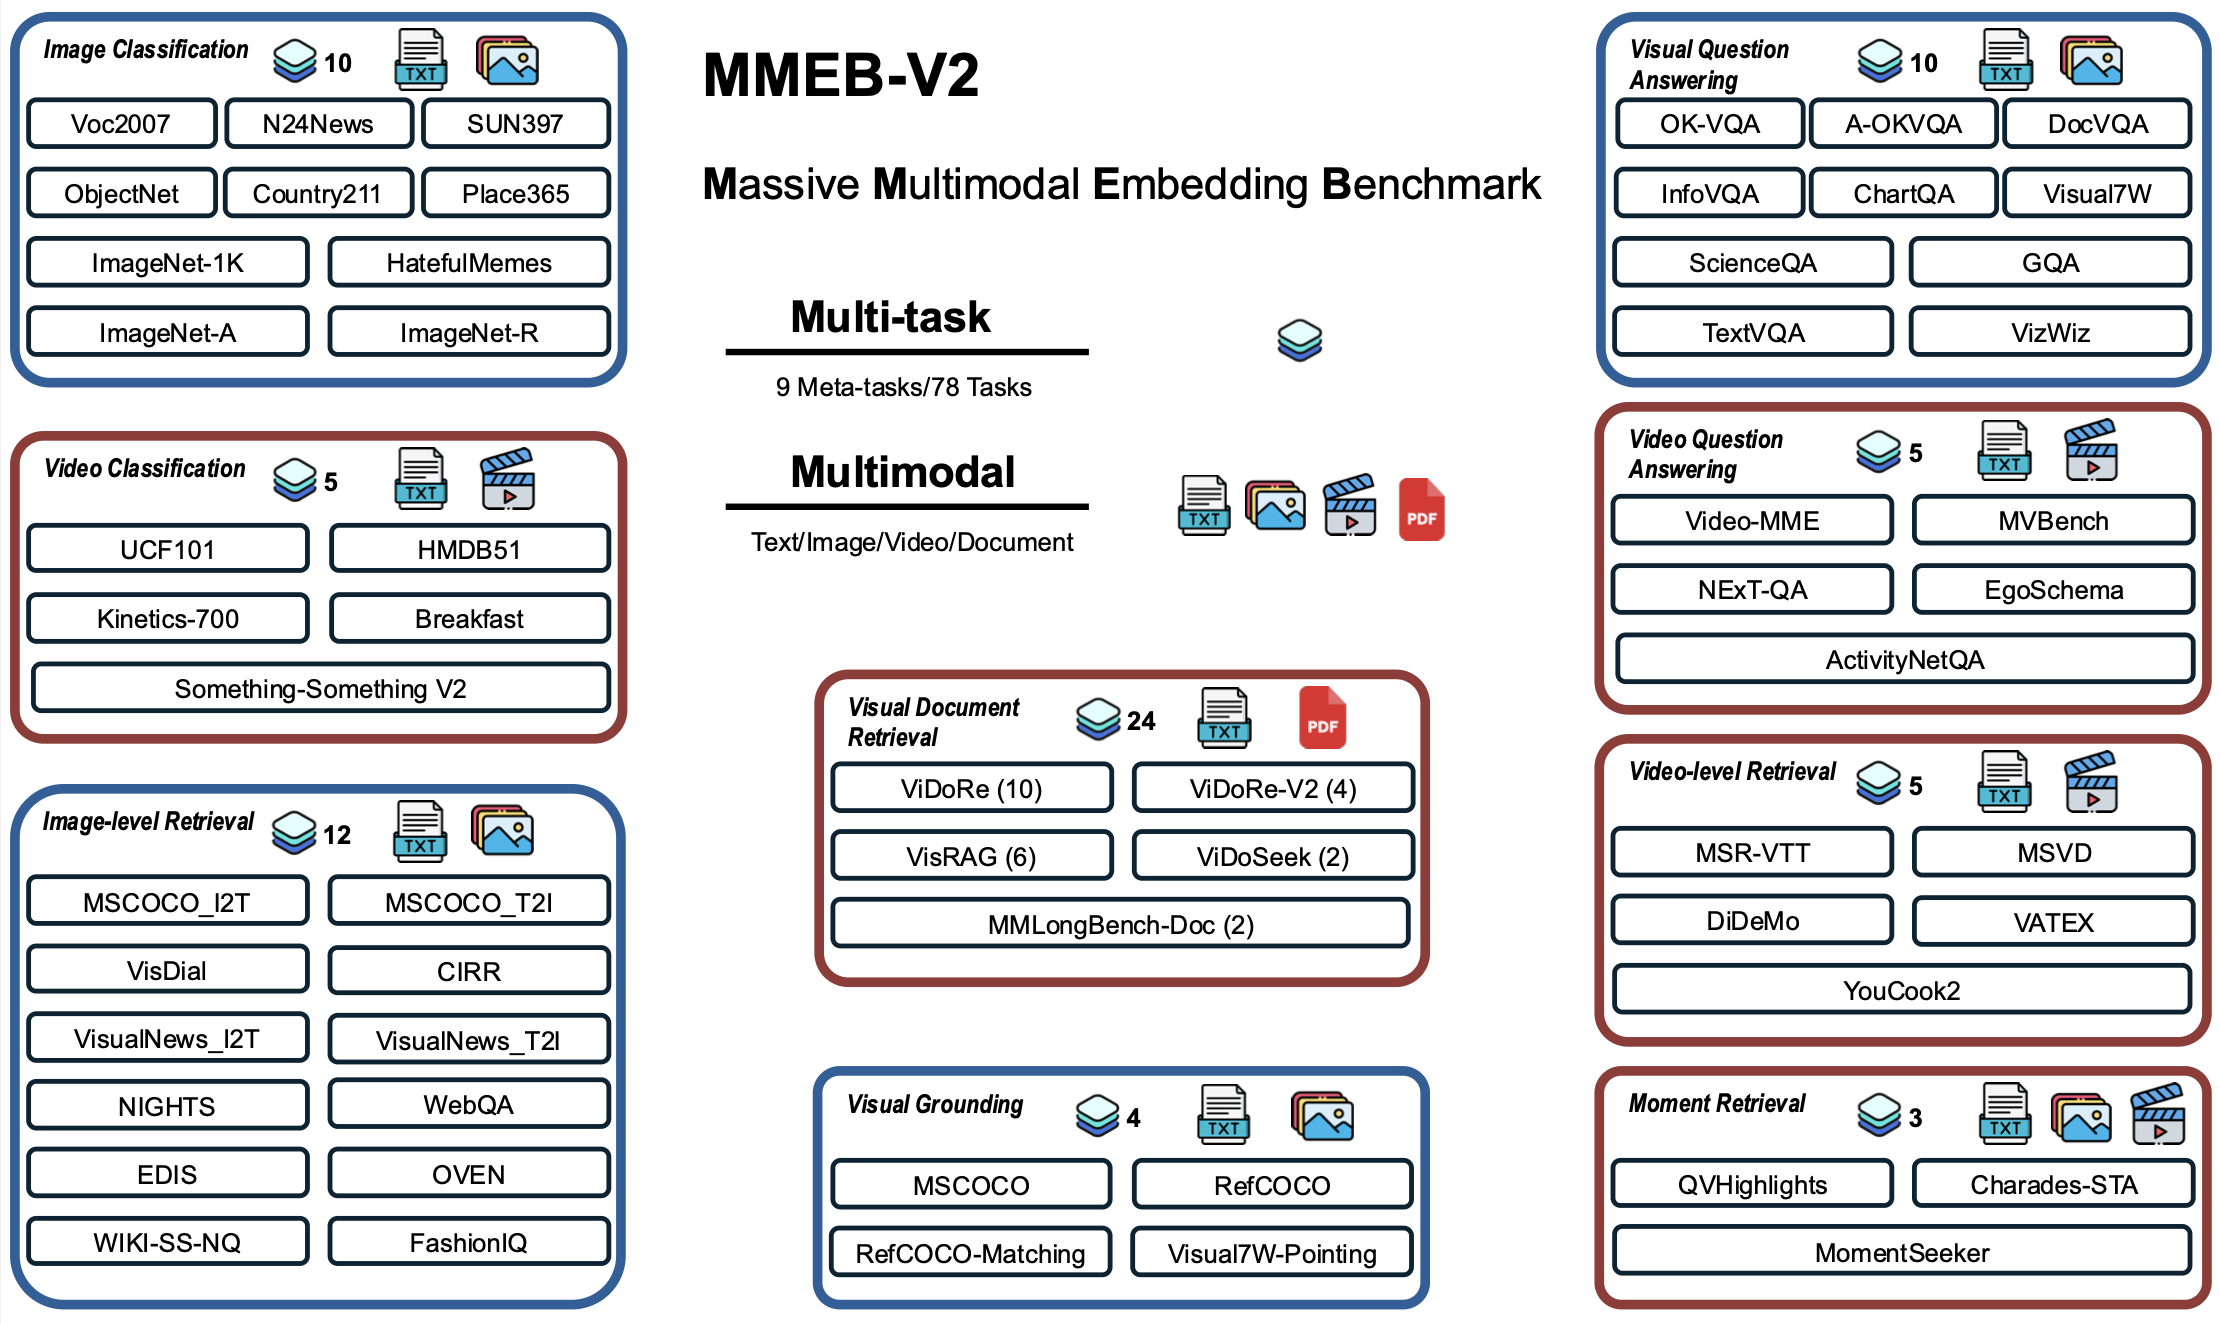 MMEB-V2
Massive Multimodal Embedding Benchmark
Multi-task
9 Meta-tasks/78 Tasks
Multimodal
Text/Image/Video/Document
TXT
PDF
Image Classification
10
TXT
Voc2007
N24News
SUN397
ObjectNet
Country211
Place365
ImageNet-1K
HatefulMemes
ImageNet-A
ImageNet-R
Video Classification
5
TXT
UCF101
HMDB51
Kinetics-700
Breakfast
Something-Something V2
Image-level Retrieval
12
TXT
MSCOCO_I2T
MSCOCO_T2I
VisDial
CIRR
VisualNews_I2T
VisualNews_T2I
NIGHTS
WebQA
EDIS
OVEN
WIKI-SS-NQ
FashionIQ
Visual Document
Retrieval
24
TXT
PDF
ViDoRe (10)
ViDoRe-V2 (4)
VisRAG (6)
ViDoSeek (2)
MMLongBench-Doc (2)
Visual Grounding
4
TXT
MSCOCO
RefCOCO
RefCOCO-Matching
Visual7W-Pointing
Visual Question
Answering
10
TXT
OK-VQA
A-OKVQA
DocVQA
InfoVQA
ChartQA
Visual7W
ScienceQA
GQA
TextVQA
VizWiz
Video Question
Answering
5
TXT
Video-MME
MVBench
NExT-QA
EgoSchema
ActivityNetQA
Video-level Retrieval
5
TXT
MSR-VTT
MSVD
DiDeMo
VATEX
YouCook2
Moment Retrieval
3
TXT
QVHighlights
Charades-STA
MomentSeeker